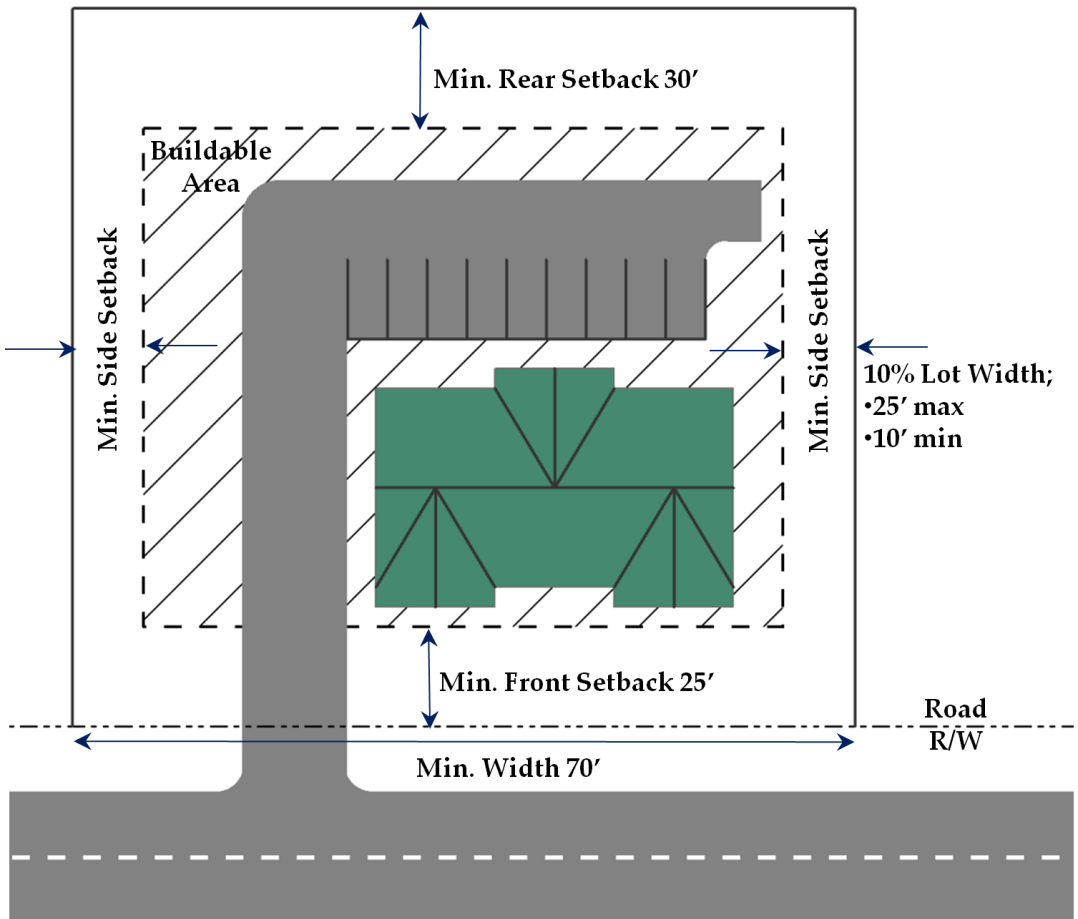 Min. Rear Setback 30′
Buildable
Area
Min. Side Setback
Min. Side Setback
10% Lot Width;
•25′ max
•10′ min
Min. Front Setback 25′
Road
R/W
Min. Width 70′